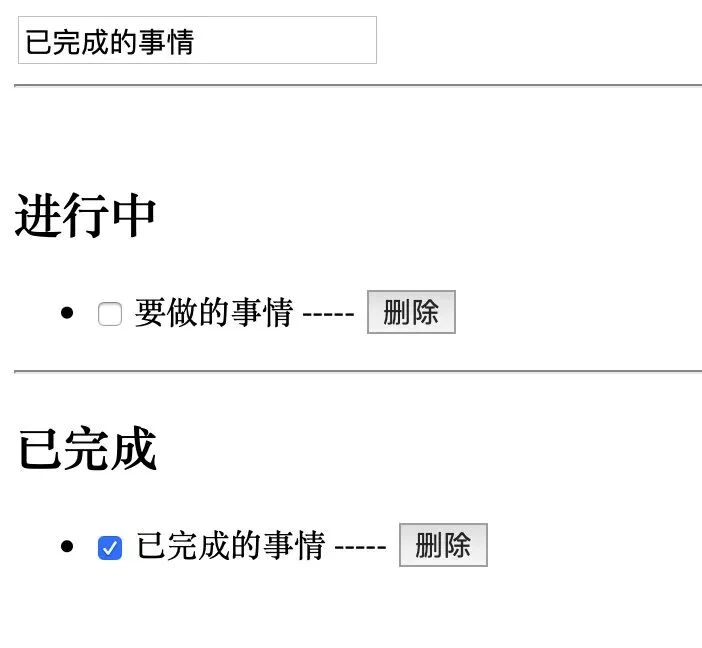 已完成的事情
进行中
要做的事情 ----- 删除
已完成
已完成的事情 ----- 删除